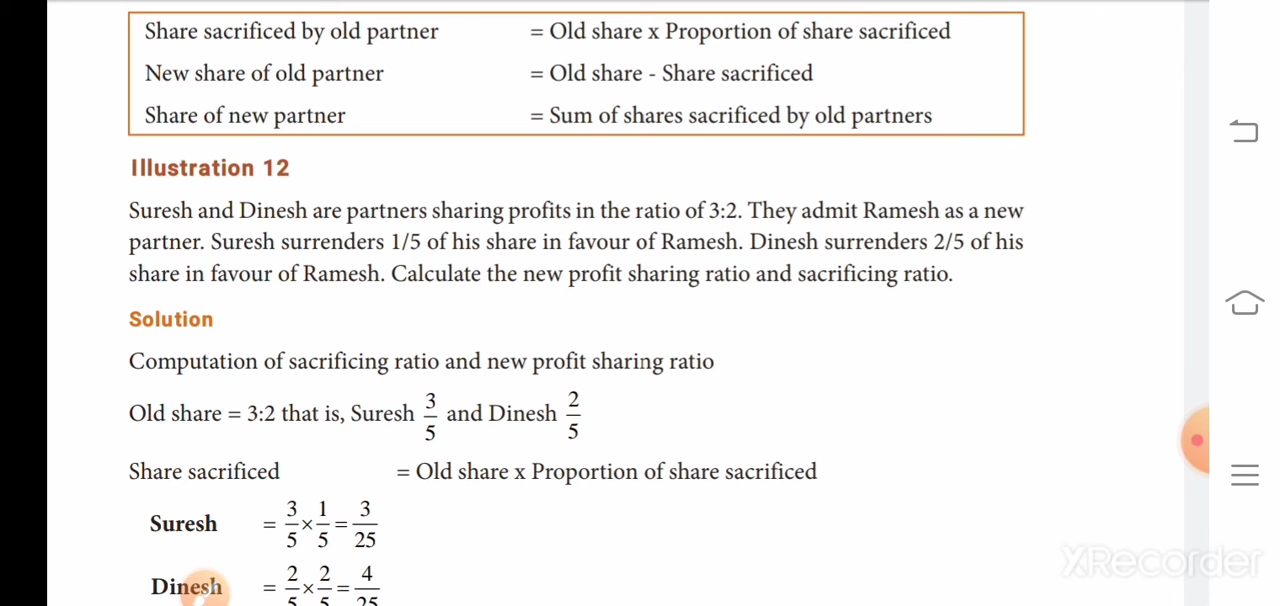 Share sacrificed by old partner = Old share x Proportion of share sacrificed
New share of old partner = Old share - Share sacrificed
Share of new partner = Sum of shares sacrificed by old partners
Illustration 12
Suresh and Dinesh are partners sharing profits in the ratio of 3:2. They admit Ramesh as a new
partner. Suresh surrenders 1/5 of his share in favour of Ramesh. Dinesh surrenders 2/5 of his
share in favour of Ramesh. Calculate the new profit sharing ratio and sacrificing ratio.
Solution
Computation of sacrificing ratio and new profit sharing ratio
Old share = 3:2 that is, Suresh 3/5 and Dinesh 2/5
Share sacrificed = Old share x Proportion of share sacrificed
Suresh = 3/5 × 1/5 = 3/25
Dinesh = 2/5 × 2/5 = 4/25
XRecorder